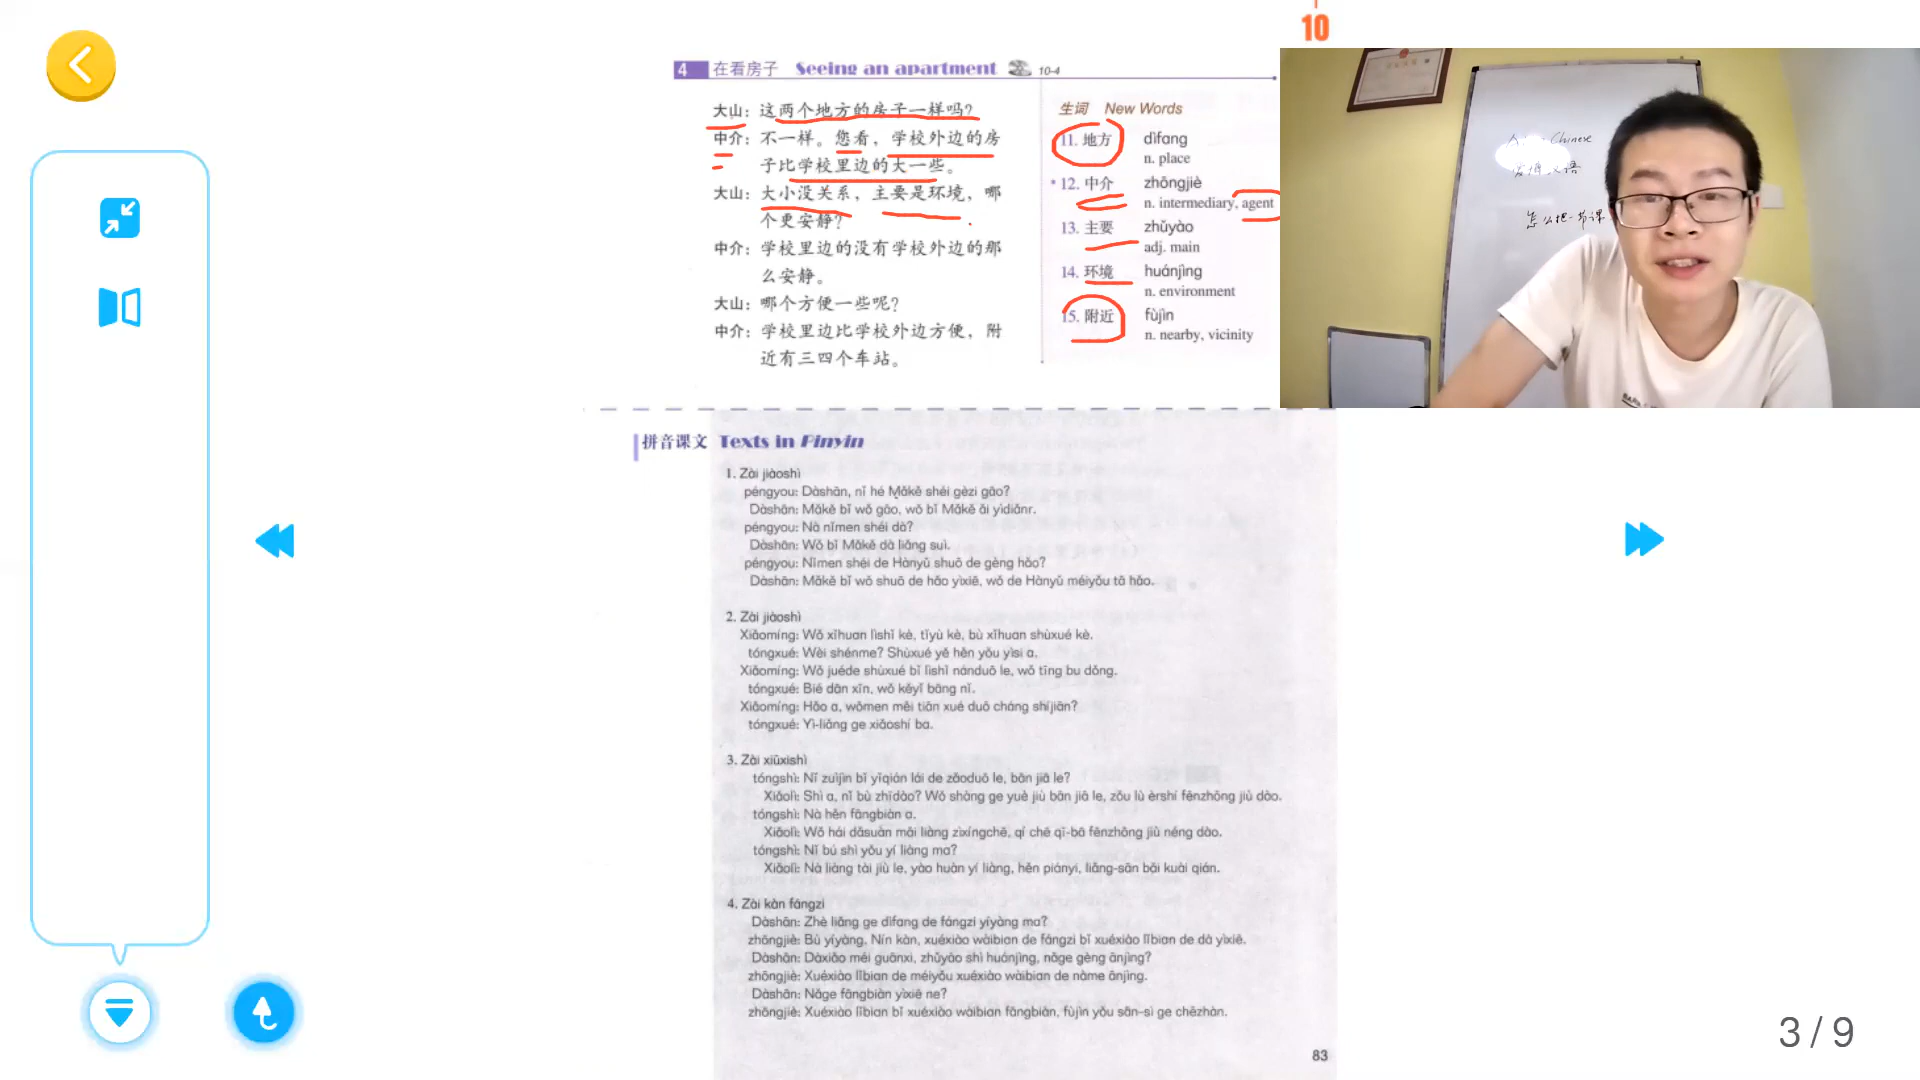 10
4 在看房子 Seeing an apartment 10-4
大山：这两个地方的房子一样吗？
中介：不一样。您看，学校外边的房
子比学校里边的大一些。
大山：大小没关系，主要是环境，哪
个更安静？
中介：学校里边的没有学校外边的那
么安静。
大山：哪个方便一些呢？
中介：学校里边比学校外边方便，附
近有三四个车站。
生词 New Words
11. 地方 dìfang
n. place
* 12. 中介 zhōngjiè
n. intermediary, agent
13. 主要 zhǔyào
adj. main
14. 环境 huánjìng
n. environment
15. 附近 fùjìn
n. nearby, vicinity
Chinese
怎么把一节课
拼音课文 Texts in Pinyin
1. Zài jiàoshì
péngyou: Dàshān, nǐ hé Mǎkè shéi gèzi gāo?
Dàshān: Mǎkè bǐ wǒ gāo, wǒ bǐ Mǎkè ǎi yìdiǎnr.
péngyou: Nà nǐmen shéi dà?
Dàshān: Wǒ bǐ Mǎkè dà liǎng suì.
péngyou: Nǐmen shéi de Hànyǔ shuō de gèng hǎo?
Dàshān: Mǎkè bǐ wǒ shuō de hǎo yìxiē, wǒ de Hànyǔ méiyǒu tā hǎo.
2. Zài jiàoshì
Xiǎomíng: Wǒ xǐhuan lìshǐ kè, tǐyù kè, bù xǐhuan shùxué kè.
tóngxué: Wèi shénme? Shùxué yě hěn yǒu yìsi a.
Xiǎomíng: Wǒ juéde shùxué bǐ lìshǐ nánduō le, wǒ tīng bu dǒng.
tóngxué: Bié dān xīn, wǒ kěyǐ bāng nǐ.
Xiǎomíng: Hǎo a, wǒmen měi tiān xué duō cháng shíjiān?
tóngxué: Yì-liǎng ge xiǎoshí ba.
3. Zài xiūxishì
tóngshì: Nǐ zuìjìn bǐ yǐqián lái de zǎoduō le, bān jiā le?
Xiǎolì: Shì a, nǐ bù zhīdào? Wǒ shàng ge yuè jiù bān jiā le, zǒu lù èrshí fēnzhōng jiù dào.
tóngshì: Nà hěn fāngbiàn a.
Xiǎolì: Wǒ hái dǎsuàn mǎi liàng zìxíngchē, qí chē qī-bā fēnzhōng jiù néng dào.
tóngshì: Nǐ bú shì yǒu yí liàng ma?
Xiǎolì: Nà liàng tài jiù le, yào huàn yí liàng, hěn piányi, liǎng-sān bǎi kuài qián.
4. Zài kàn fángzi
Dàshān: Zhè liǎng ge dìfang de fángzi yíyàng ma?
zhōngjiè: Bù yíyàng. Nín kàn, xuéxiào wàibian de fángzi bǐ xuéxiào lǐbian de dà yìxiē.
Dàshān: Dàxiǎo méi guānxi, zhǔyào shì huánjìng, nǎge gèng ānjìng?
zhōngjiè: Xuéxiào lǐbian de méiyǒu xuéxiào wàibian de nàme ānjìng.
Dàshān: Nǎge fāngbiàn yìxiē ne?
zhōngjiè: Xuéxiào lǐbian bǐ xuéxiào wàibian fāngbiàn, fùjìn yǒu sān-sì ge chēzhàn.
83
3 / 9